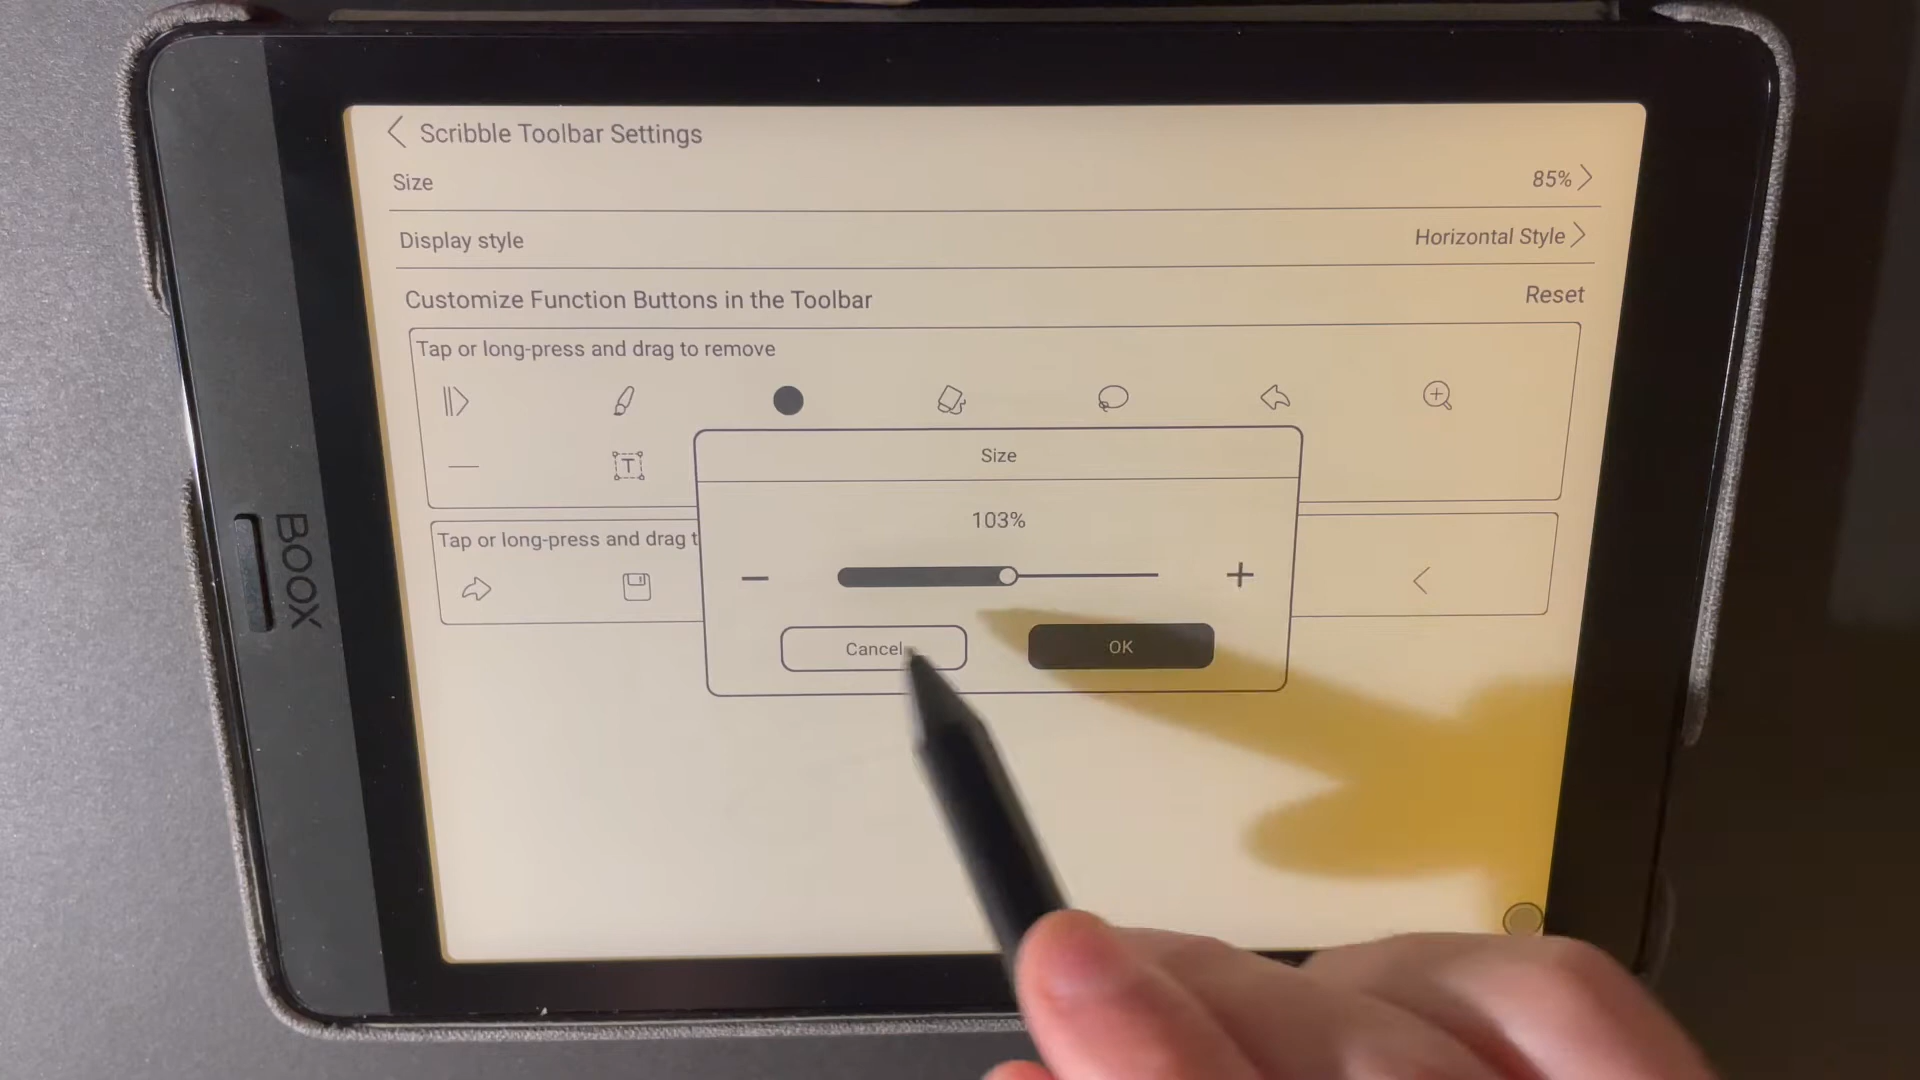 Scribble Toolbar Settings
Size 85%
Display style Horizontal Style
Customize Function Buttons in the Toolbar Reset
Tap or long-press and drag to remove
T
Size
103%
Tap or long-press and drag t
Cancel OK
BOOX